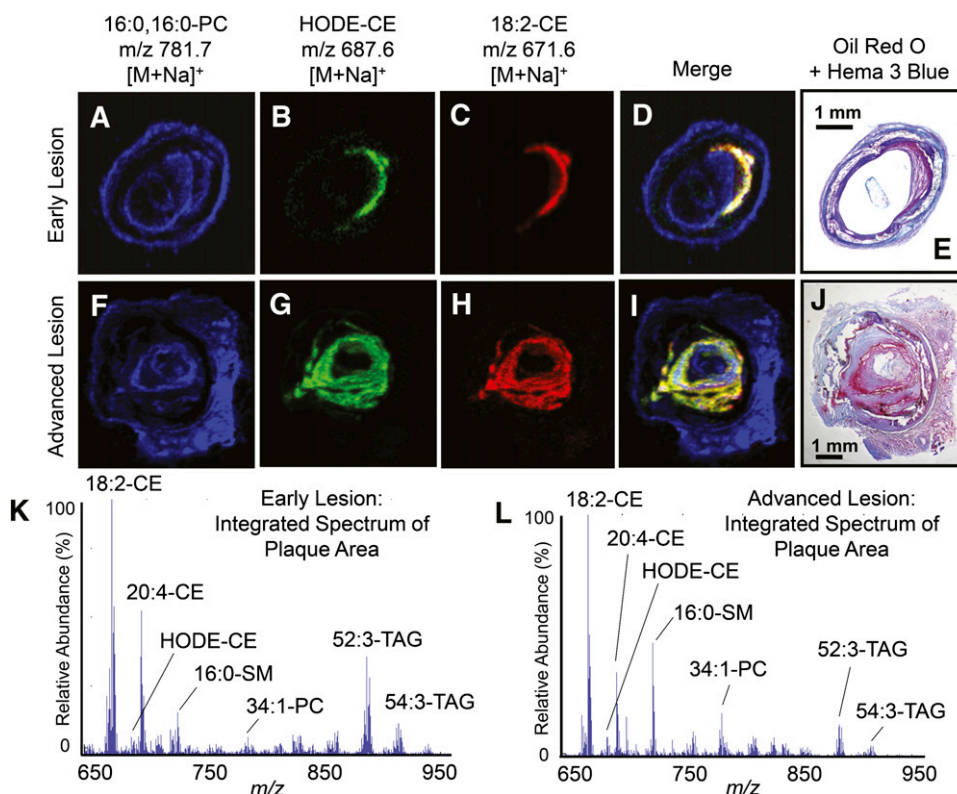 16:0,16:0-PC
m/z 781.7
[M+Na]⁺
HODE-CE
m/z 687.6
[M+Na]⁺
18:2-CE
m/z 671.6
[M+Na]⁺
Merge
Oil Red O
+ Hema 3 Blue
Early Lesion
A
B
C
D
1 mm
E
Advanced Lesion
F
G
H
I
J
1 mm
K
Early Lesion:
Integrated Spectrum of
Plaque Area
Relative Abundance (%)
100
0
18:2-CE
20:4-CE
HODE-CE
16:0-SM
34:1-PC
52:3-TAG
54:3-TAG
650
750
850
950
m/z
L
Advanced Lesion:
Integrated Spectrum of
Plaque Area
Relative Abundance (%)
100
0
18:2-CE
20:4-CE
HODE-CE
16:0-SM
34:1-PC
52:3-TAG
54:3-TAG
650
750
850
950
m/z